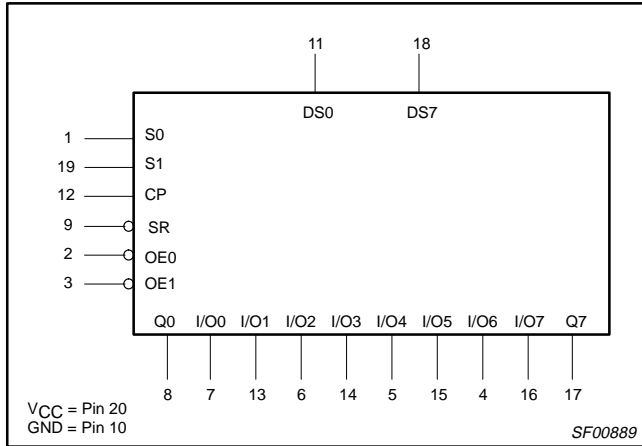 11 18
DS0 DS7
1 S0
19 S1
12 CP
9 SR
2 OE0
3 OE1
Q0 I/O0 I/O1 I/O2 I/O3 I/O4 I/O5 I/O6 I/O7 Q7
8 7 13 6 14 5 15 4 16 17
VCC = Pin 20
GND = Pin 10
SF00889